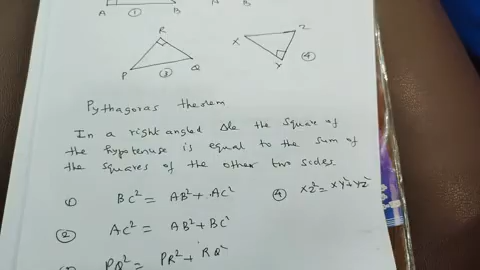 A ① B M B
R
P ③ Q
X Z
Y ④
Pythagoras theorem
In a right angled Δle the square of
the hypotenuse is equal to the sum of
the squares of the other two sides.
① BC² = AB² + AC²
④ XZ² = XY² + YZ²
② AC² = AB² + BC²
PQ² = PR² + RQ²